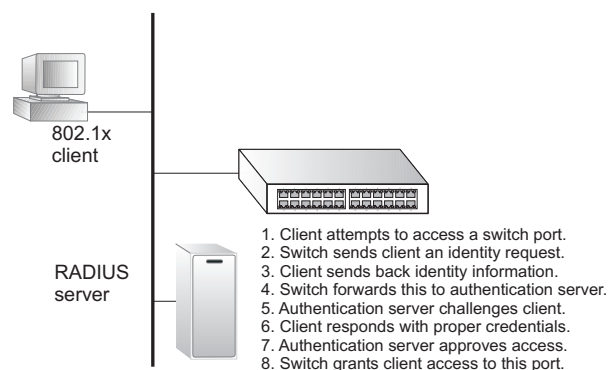 802.1x
client
RADIUS
server
1. Client attempts to access a switch port.
2. Switch sends client an identity request.
3. Client sends back identity information.
4. Switch forwards this to authentication server.
5. Authentication server challenges client.
6. Client responds with proper credentials.
7. Authentication server approves access.
8. Switch grants client access to this port.